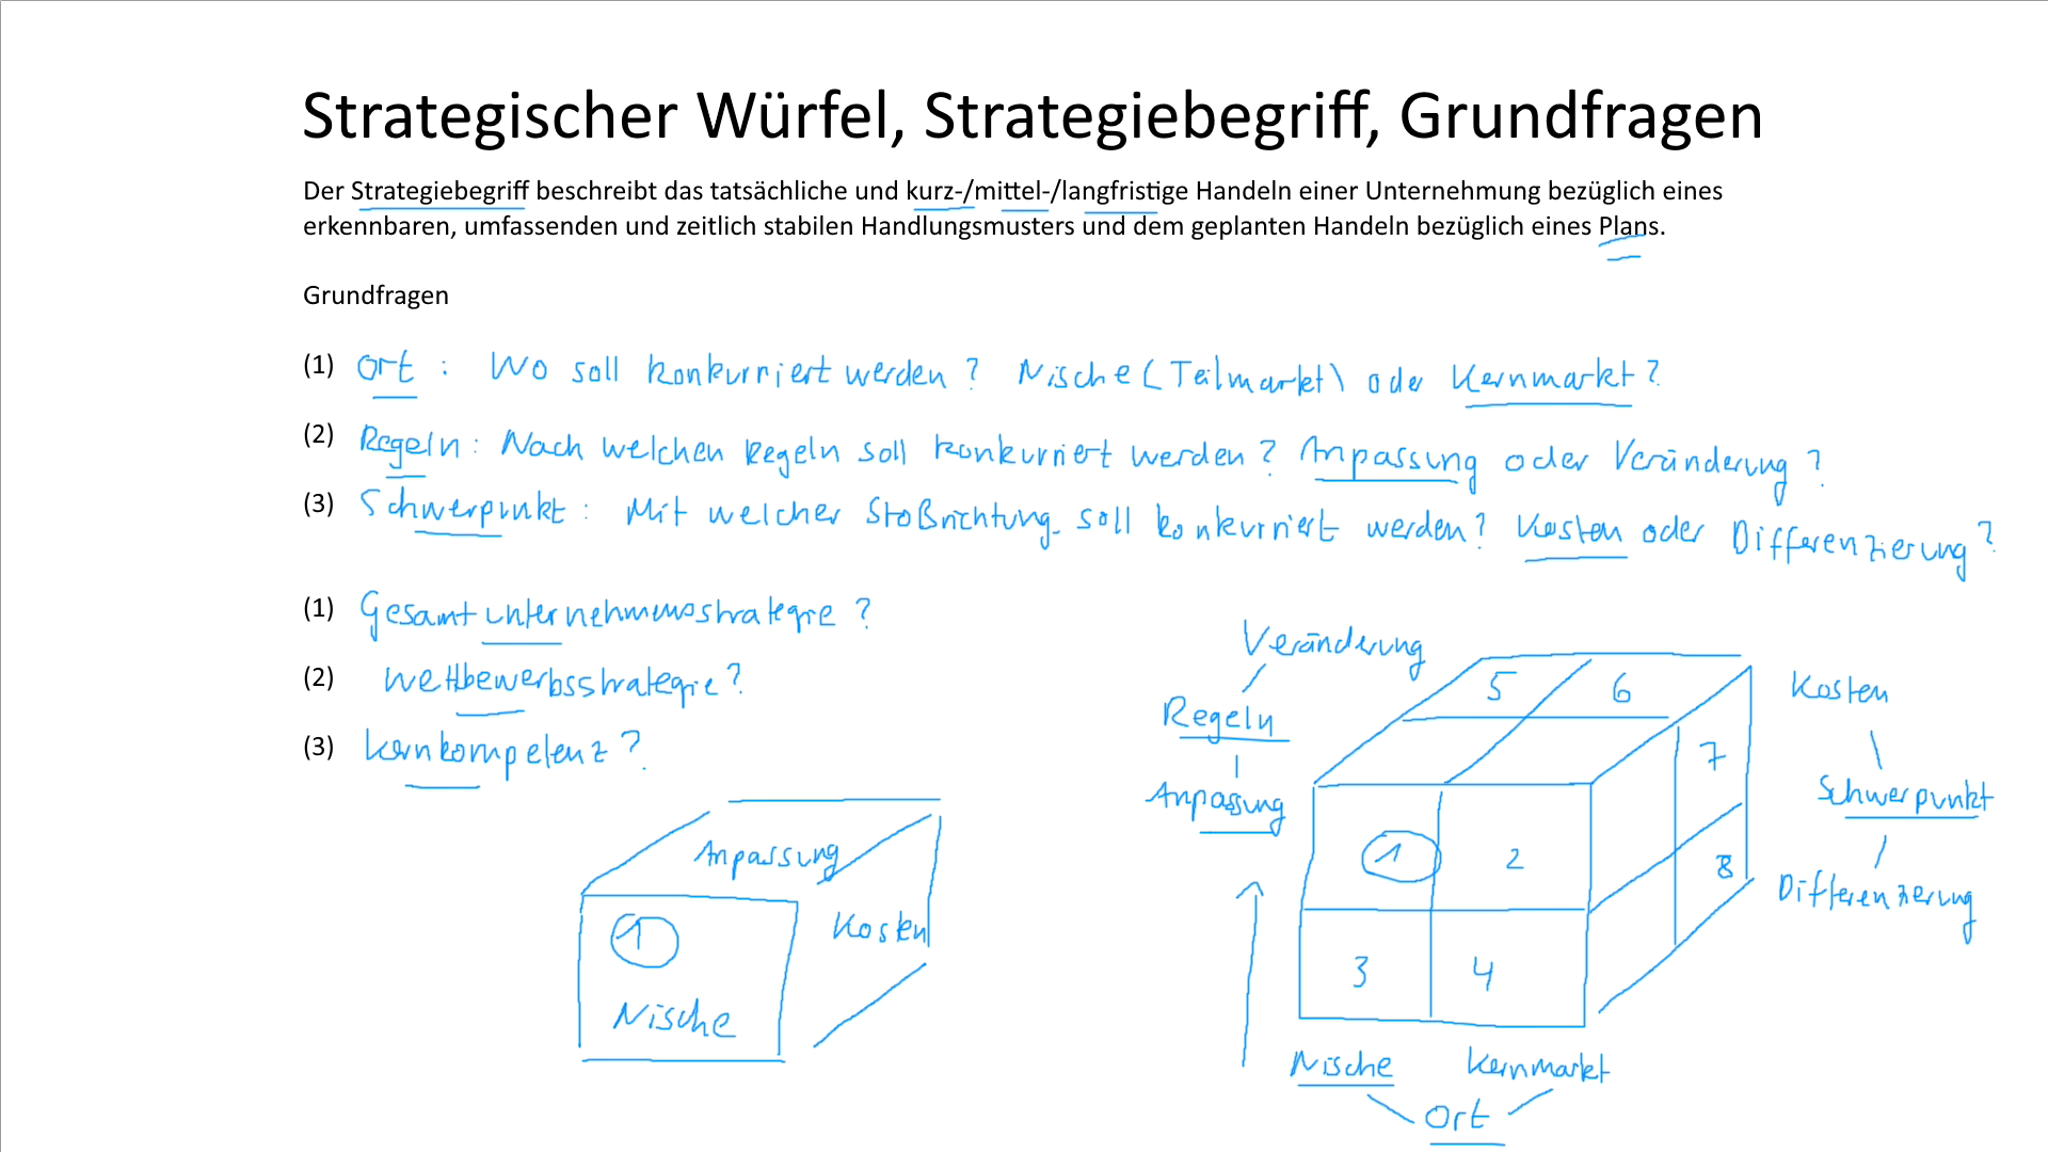 Strategischer Würfel, Strategiebegriff, Grundfragen
Der Strategiebegriff beschreibt das tatsächliche und kurz-/mittel-/langfristige Handeln einer Unternehmung bezüglich eines
erkennbaren, umfassenden und zeitlich stabilen Handlungsmusters und dem geplanten Handeln bezüglich eines Plans.
Grundfragen
(1) Ort : Wo soll konkurriert werden ? Nische (Teilmarkt) oder Kernmarkt ?
(2) Regeln : Nach welchen Regeln soll konkurriert werden ? Anpassung oder Veränderung ?
(3) Schwerpunkt : Mit welcher Stoßrichtung soll konkurriert werden ? Kosten oder Differenzierung ?
(1) Gesamtunternehmensstrategie ?
(2) Wettbewerbsstrategie ?
(3) Kernkompetenz ?
Anpassung
1
Kosten
Nische
Veränderung
Regeln
Anpassung
5 6
7
1 2
8
3 4
Kosten
Schwerpunkt
Differenzierung
Nische Kernmarkt
Ort